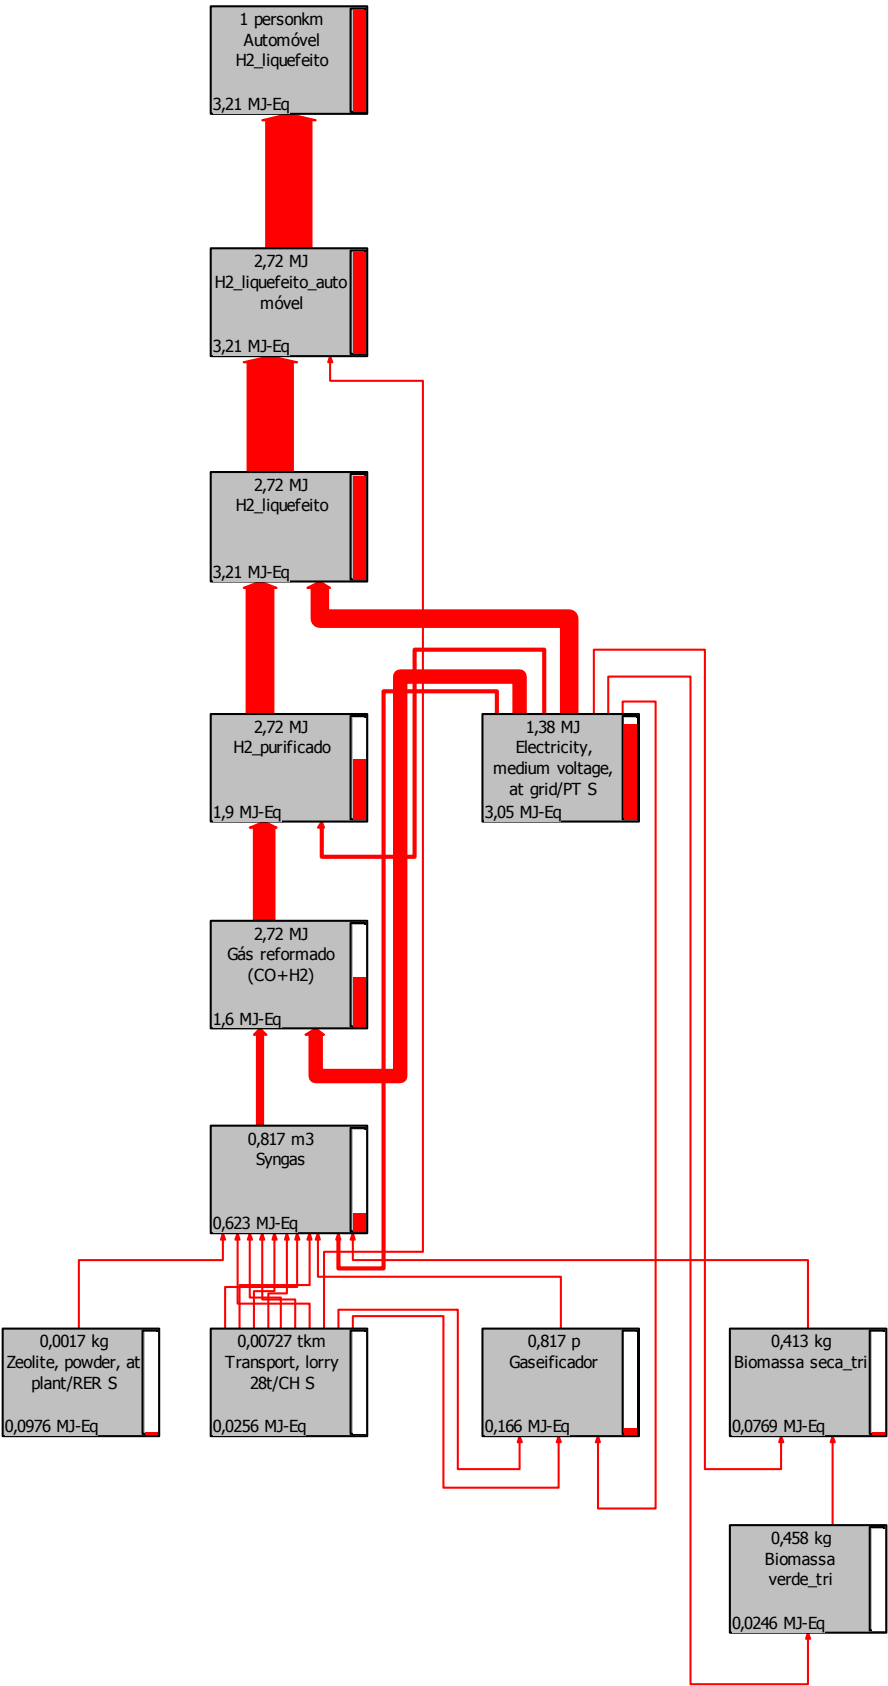 1 personkm
Automóvel
H2_liquefeito
3,21 MJ-Eq
2,72 MJ
H2_liquefeito_auto
móvel
3,21 MJ-Eq
2,72 MJ
H2_liquefeito
3,21 MJ-Eq
2,72 MJ
H2_purificado
1,9 MJ-Eq
1,38 MJ
Electricity,
medium voltage,
at grid/PT S
3,05 MJ-Eq
2,72 MJ
Gás reformado
(CO+H2)
1,6 MJ-Eq
0,817 m3
Syngas
0,623 MJ-Eq
0,0017 kg
Zeolite, powder, at
plant/RER S
0,0976 MJ-Eq
0,00727 tkm
Transport, lorry
28t/CH S
0,0256 MJ-Eq
0,817 p
Gaseificador
0,166 MJ-Eq
0,413 kg
Biomassa seca_tri
0,0769 MJ-Eq
0,458 kg
Biomassa
verde_tri
0,0246 MJ-Eq